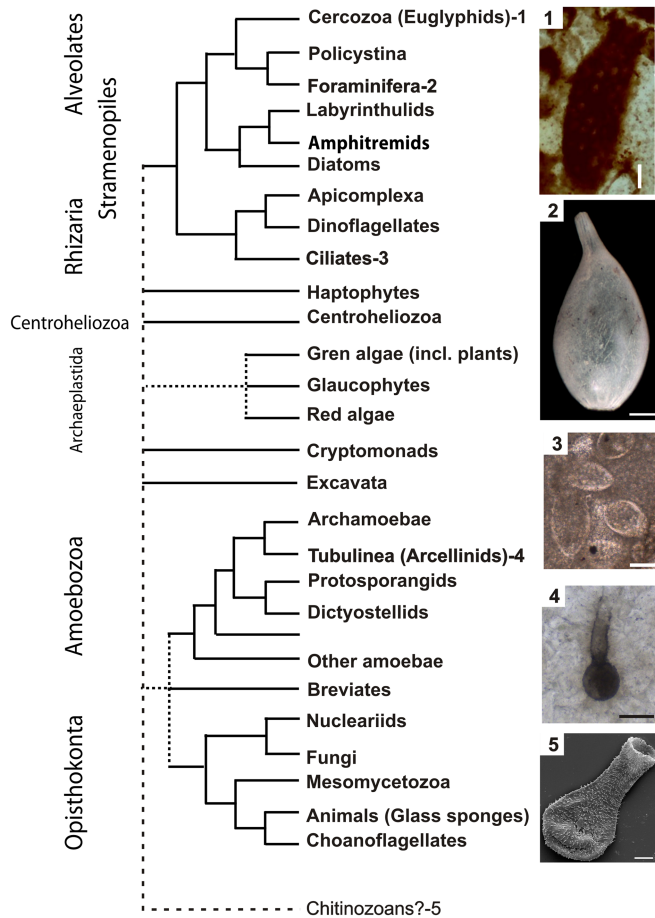 Alveolates
Stramenopiles
Rhizaria
Centroheliozoa
Archaeplastida
Amoebozoa
Opisthokonta
Cercozoa (Euglyphids)-1
Policystina
Foraminifera-2
Labyrinthulids
Amphitremids
Diatoms
Apicomplexa
Dinoflagellates
Ciliates-3
Haptophytes
Centroheliozoa
Gren algae (incl. plants)
Glaucophytes
Red algae
Cryptomonads
Excavata
Archamoebae
Tubulinea (Arcellinids)-4
Protosporangids
Dictyostellids
Other amoebae
Breviates
Nucleariids
Fungi
Mesomycetozoa
Animals (Glass sponges)
Choanoflagellates
Chitinozoans?-5
1
2
3
4
5